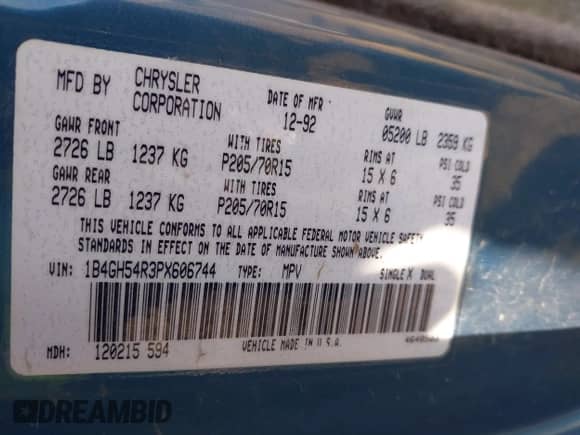 MFD BY CHRYSLER CORPORATION DATE OF MFR 12-92 GVWR 05200 LB 2359 KG
GAWR FRONT WITH TIRES RIMS AT PSI COLD
2726 LB 1237 KG P205/70R15 15 X 6 35
GAWR REAR WITH TIRES RIMS AT PSI COLD
2726 LB 1237 KG P205/70R15 15 X 6 35
THIS VEHICLE CONFORMS TO ALL APPLICABLE FEDERAL MOTOR VEHICLE SAFETY
STANDARDS IN EFFECT ON THE DATE OF MANUFACTURE SHOWN ABOVE.
VIN: 1B4GH54R3PX606744 TYPE: MPV SINGLE X DUAL
MDH: 120215 594 VEHICLE MADE IN U.S.A.
DREAMBID